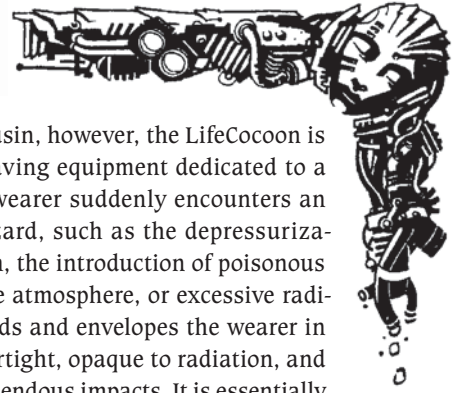 usin, however, the LifeCocoon is
aving equipment dedicated to a
wearer suddenly encounters an
zard, such as the depressuriza-
n, the introduction of poisonous
e atmosphere, or excessive radi-
ds and envelopes the wearer in
rtight, opaque to radiation, and
endous impacts. It is essentially